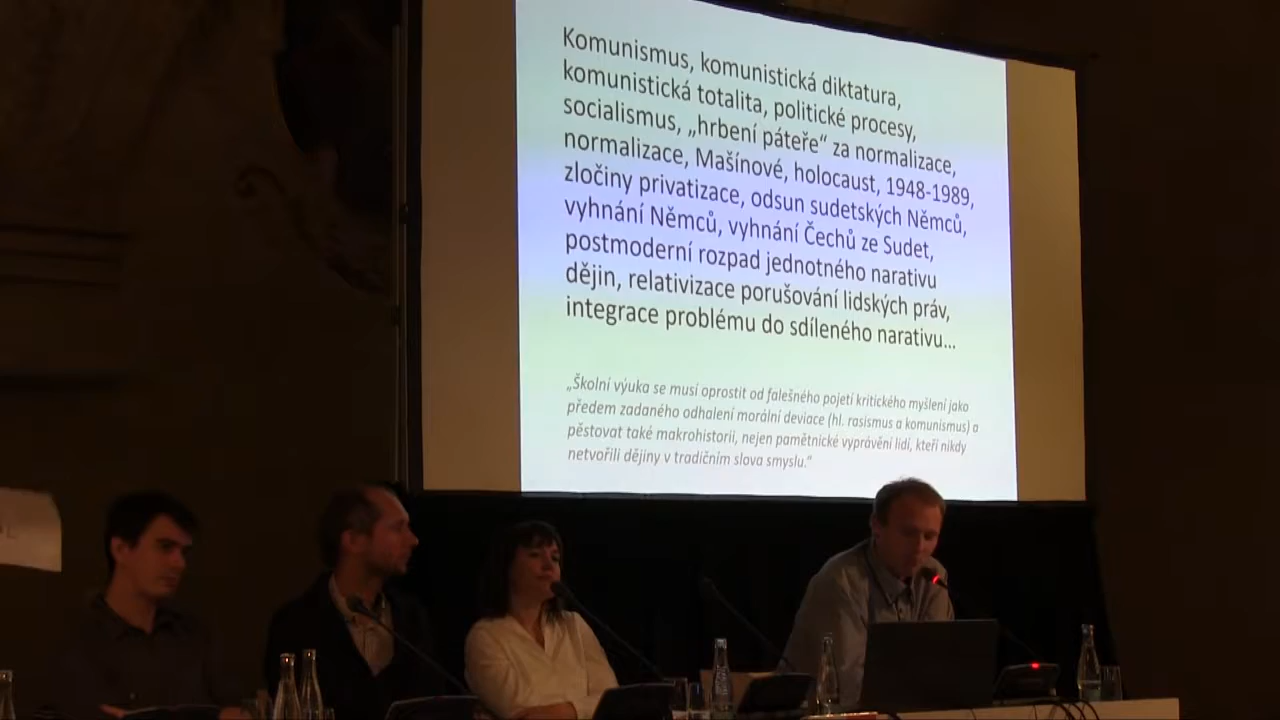 Komunismus, komunistická diktatura,
komunistická totalita, politické procesy,
socialismus, „hrbení páteře“ za normalizace,
normalizace, Mašínové, holocaust, 1948-1989,
zločiny privatizace, odsun sudetských Němců,
vyhnání Němců, vyhnání Čechů ze Sudet,
postmoderní rozpad jednotného narativu
dějin, relativizace porušování lidských práv,
integrace problému do sdíleného narativu...
„Školní výuka se musí oprostit od falešného pojetí kritického myšlení jako
předem zadaného odhalení morální deviace (hl. rasismus a komunismus) a
pěstovat také makrohistorii, nejen pamětnické vyprávění lidí, kteří nikdy
netvořili dějiny v tradičním slova smyslu.“